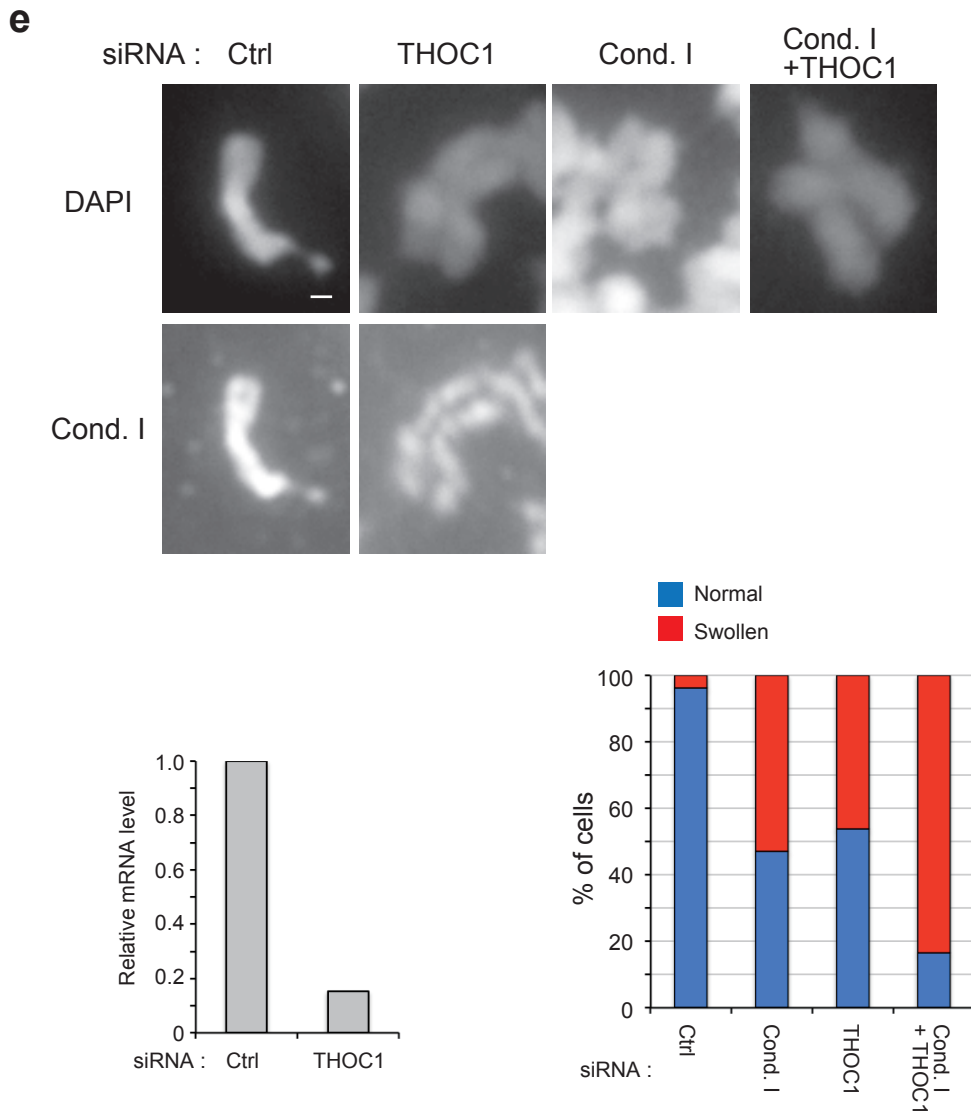 e
siRNA : Ctrl THOC1 Cond. I Cond. I
+THOC1
DAPI
Cond. I
Normal
Swollen
Relative mRNA level
1.0
0.8
0.6
0.4
0.2
0
siRNA : Ctrl THOC1
% of cells
100
80
60
40
20
0
siRNA :
Ctrl
Cond. I
THOC1
Cond. I
+ THOC1